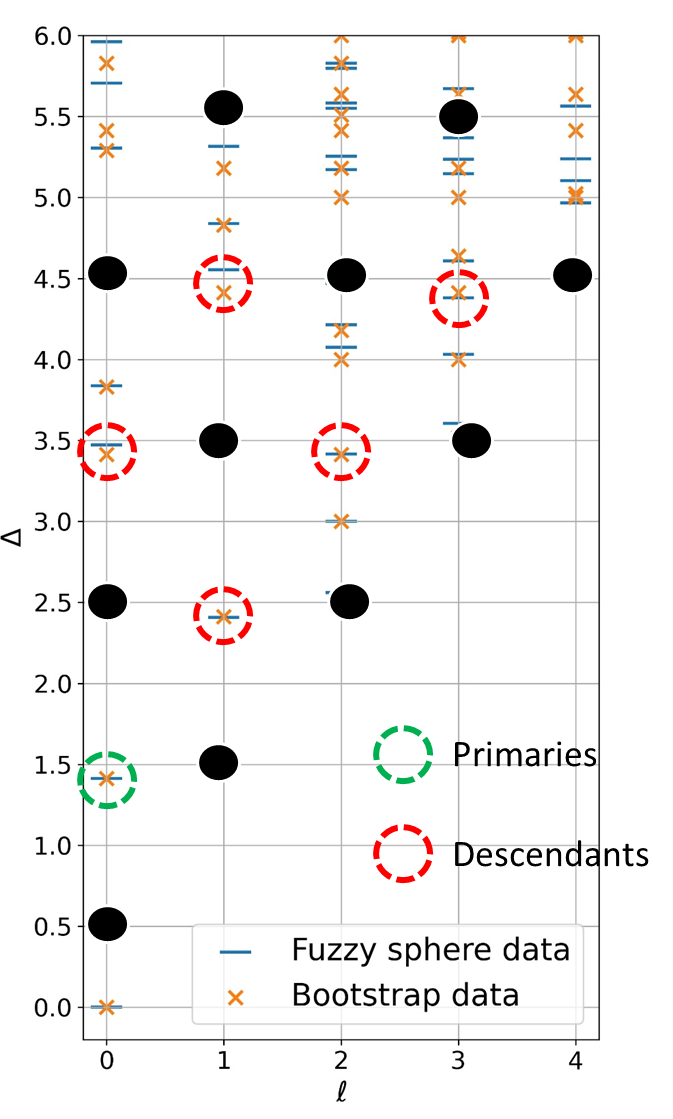 6.0
5.5
5.0
4.5
4.0
3.5
3.0
2.5
2.0
1.5
1.0
0.5
0.0
Δ
Primaries
Descendants
Fuzzy sphere data
Bootstrap data
0 1 2 3 4
ℓ